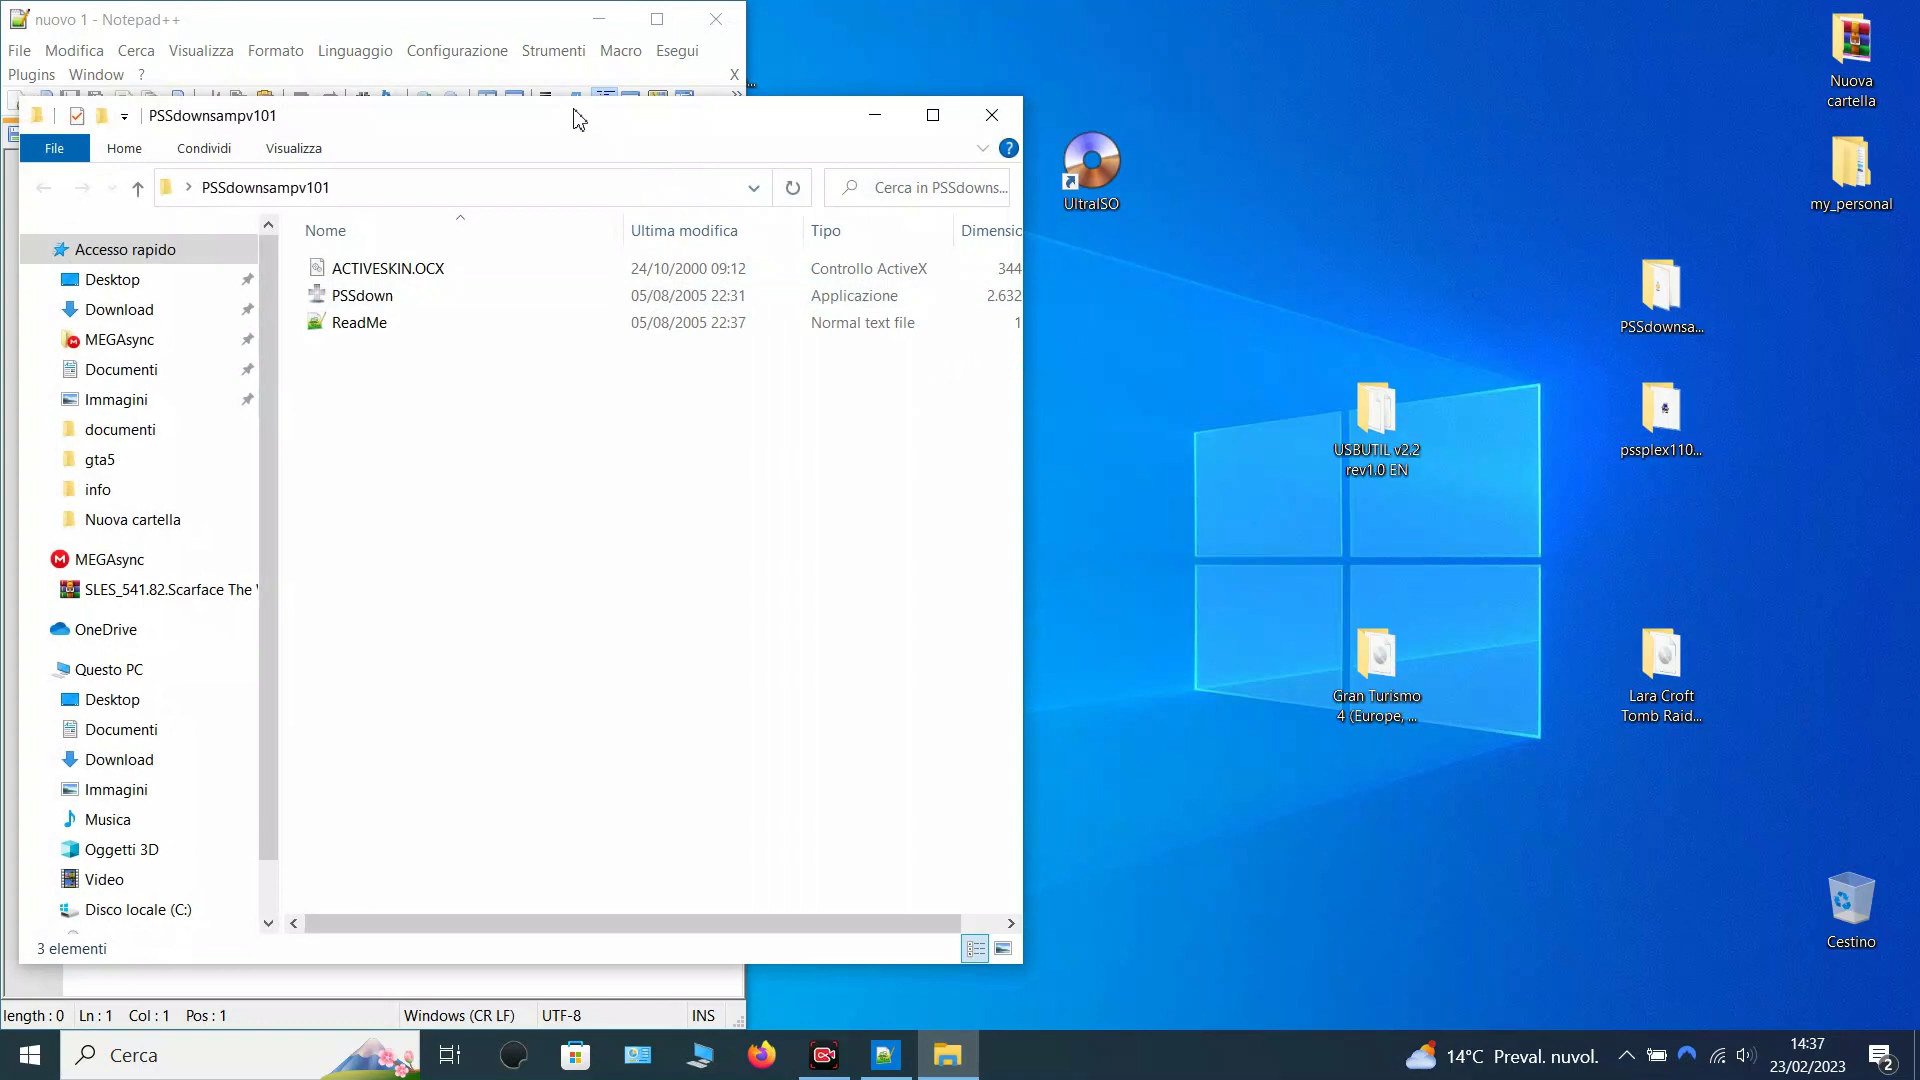 nuovo 1 - Notepad++
File Modifica Cerca Visualizza Formato Linguaggio Configurazione Strumenti Macro Esegui
Plugins Window ? X
PSSdownsampv101
File Home Condividi Visualizza
PSSdownsampv101
Cerca in PSSdowns...
Nome Ultima modifica Tipo Dimensio
ACTIVESKIN.OCX 24/10/2000 09:12 Controllo ActiveX 344
PSSdown 05/08/2005 22:31 Applicazione 2.632
ReadMe 05/08/2005 22:37 Normal text file 1
Accesso rapido
Desktop
Download
MEGAsync
Documenti
Immagini
documenti
gta5
info
Nuova cartella
MEGAsync
SLES_541.82.Scarface The
OneDrive
Questo PC
Desktop
Documenti
Download
Immagini
Musica
Oggetti 3D
Video
Disco locale (C:)
3 elementi
length : 0 Ln : 1 Col : 1 Pos : 1 Windows (CR LF) UTF-8 INS
UltraISO
Nuova
cartella
my_personal
PSSdownsa...
USBUTIL v2.2
rev1.0 EN
pssplex110...
Gran Turismo
4 (Europe, ...
Lara Croft
Tomb Raid...
Cestino
Cerca
14°C Preval. nuvol.
14:37
23/02/2023
2